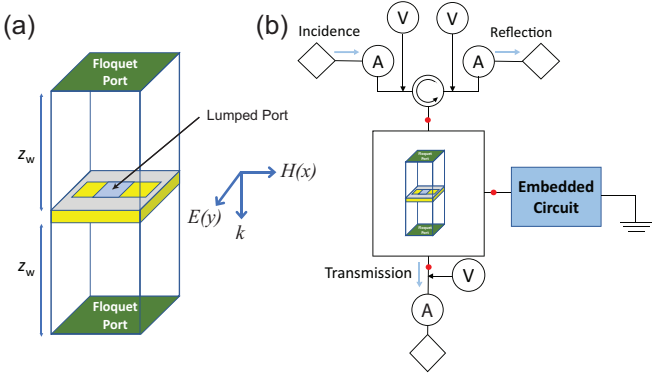 (a)
Floquet
Port
Lumped Port
z_w
H(x)
E(y)
k
z_w
Floquet
Port
(b)
Incidence
V
V
Reflection
A
A
Floquet
Port
Embedded
Circuit
Floquet
Port
Transmission
V
A